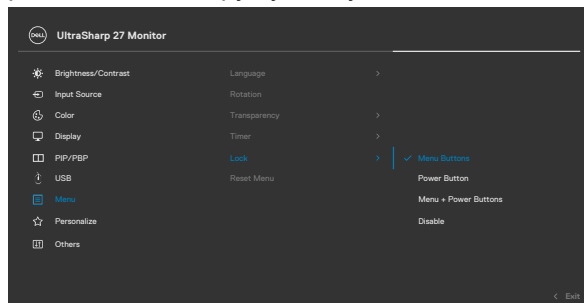 DELL UltraSharp 27 Monitor
Brightness/Contrast Language >
Input Source Rotation
Color Transparency >
Display Timer >
PIP/PBP Lock > ✓ Menu Buttons
USB Reset Menu Power Button
Menu Menu + Power Buttons
Personalize Disable
Others
< Exit